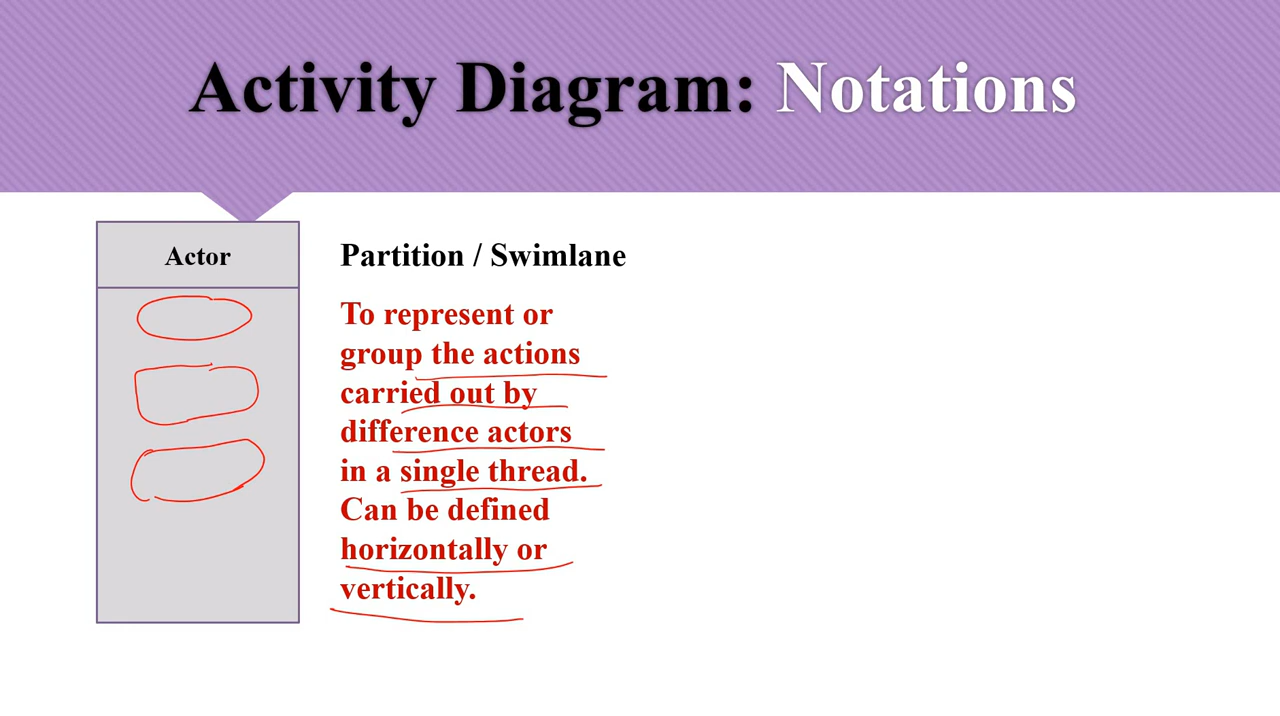 Activity Diagram: Notations
Actor
Partition / Swimlane
To represent or
group the actions
carried out by
difference actors
in a single thread.
Can be defined
horizontally or
vertically.